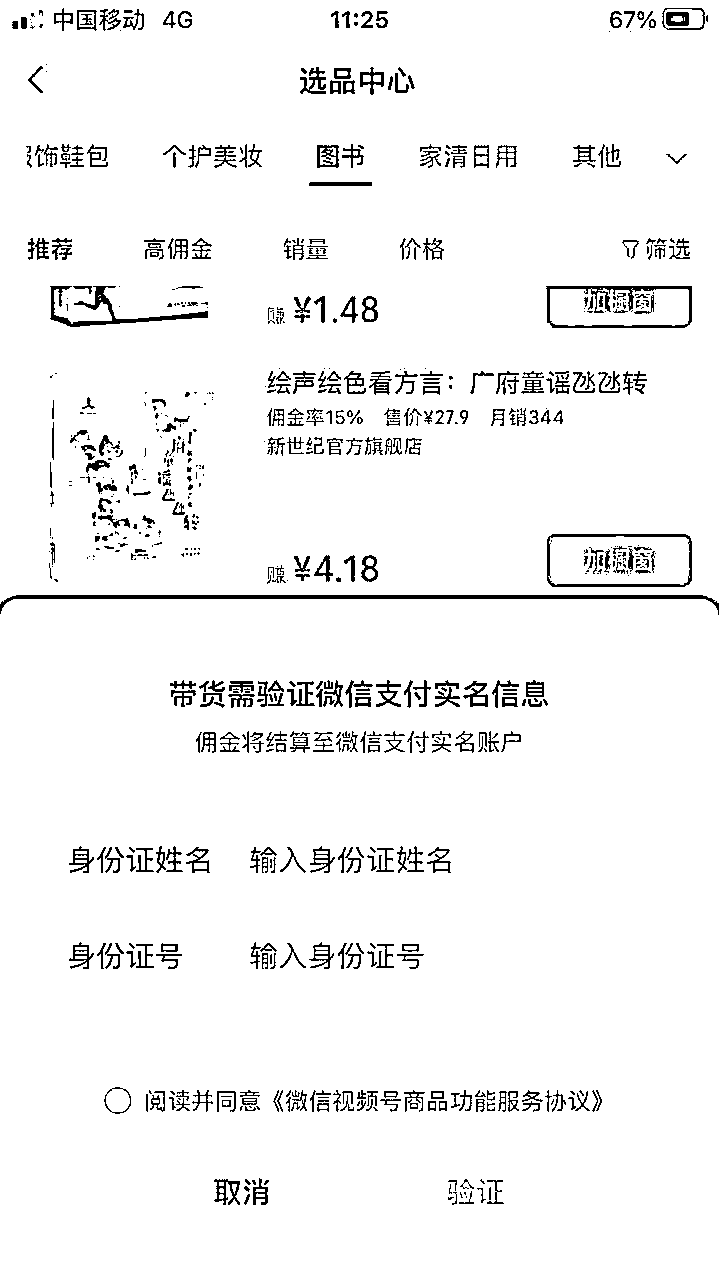 中国移动 4G 11:25 67%
选品中心
服饰鞋包 个护美妆 图书 家清日用 其他
推荐 高佣金 销量 价格 筛选
赚 ¥1.48 加橱窗
绘声绘色看方言：广府童谣氹氹转
佣金率15% 售价¥27.9 月销344
新世纪官方旗舰店
赚 ¥4.18 加橱窗
带货需验证微信支付实名信息
佣金将结算至微信支付实名账户
身份证姓名 输入身份证姓名
身份证号 输入身份证号
阅读并同意《微信视频号商品功能服务协议》
取消 验证